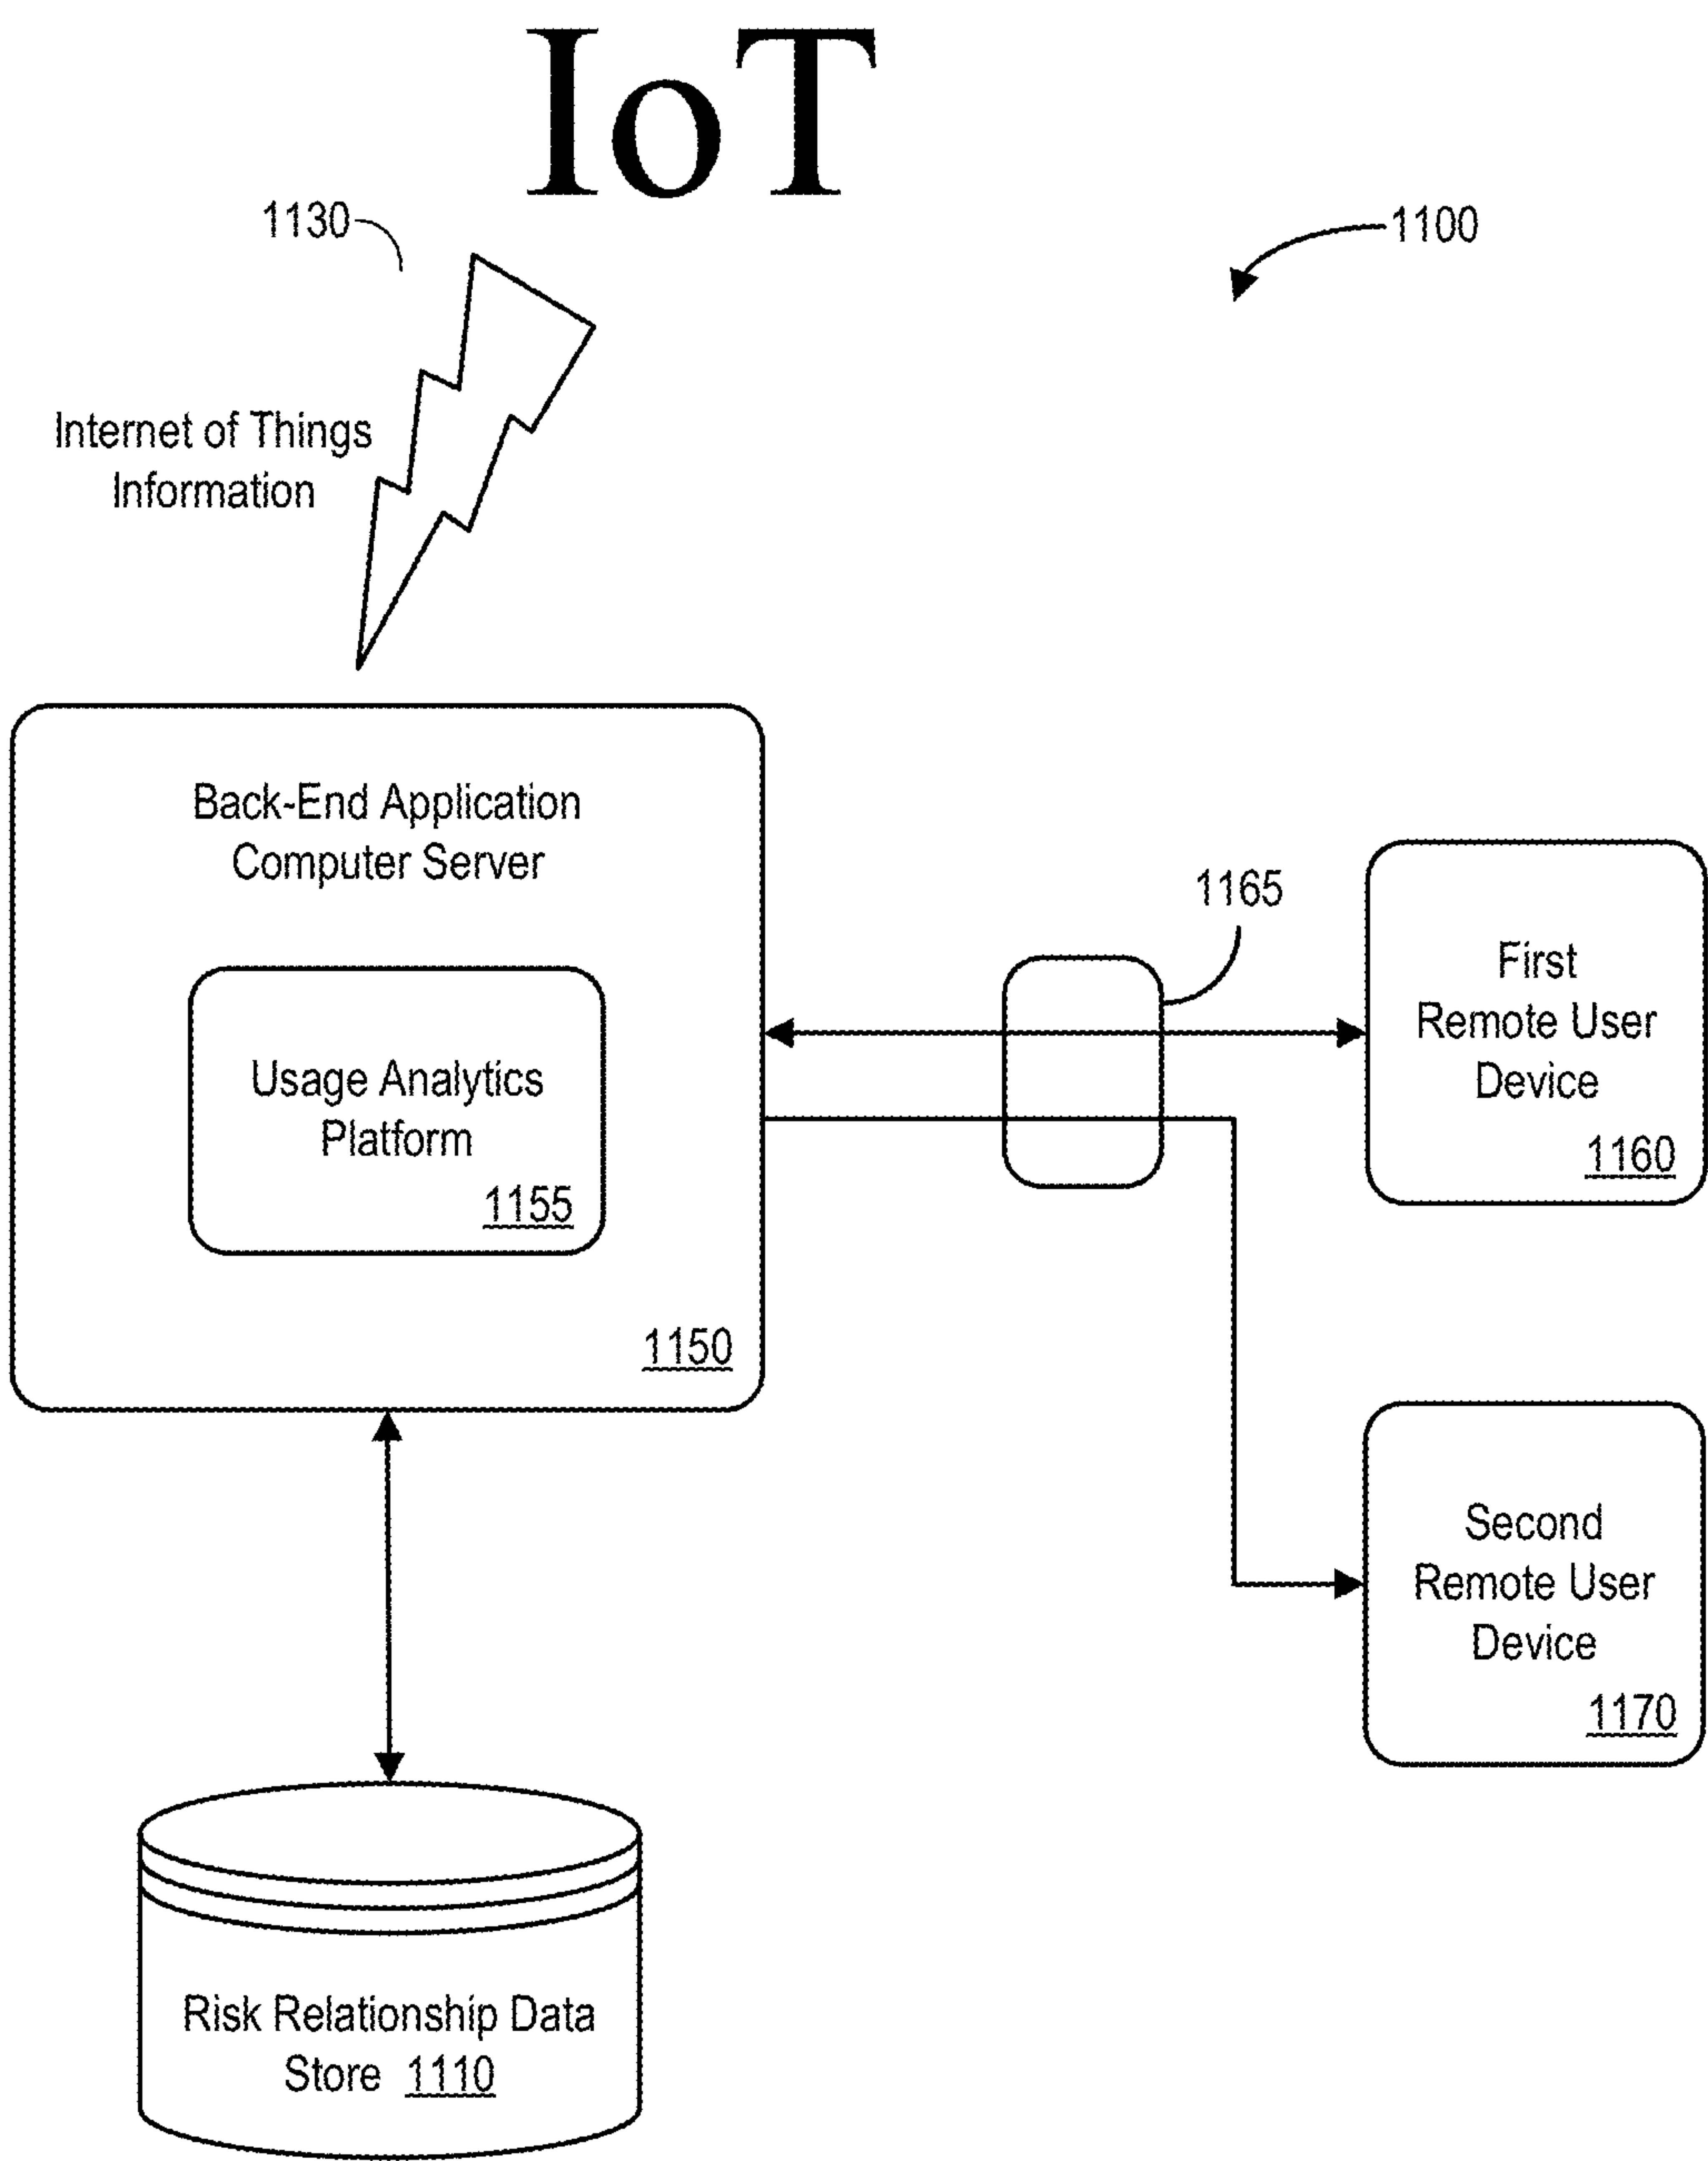 IoT
1130
1100
Internet of Things
Information
Back-End Application
Computer Server
1165
First
Remote User
Device
1160
Usage Analytics
Platform
1155
1150
Second
Remote User
Device
1170
Risk Relationship Data
Store 1110